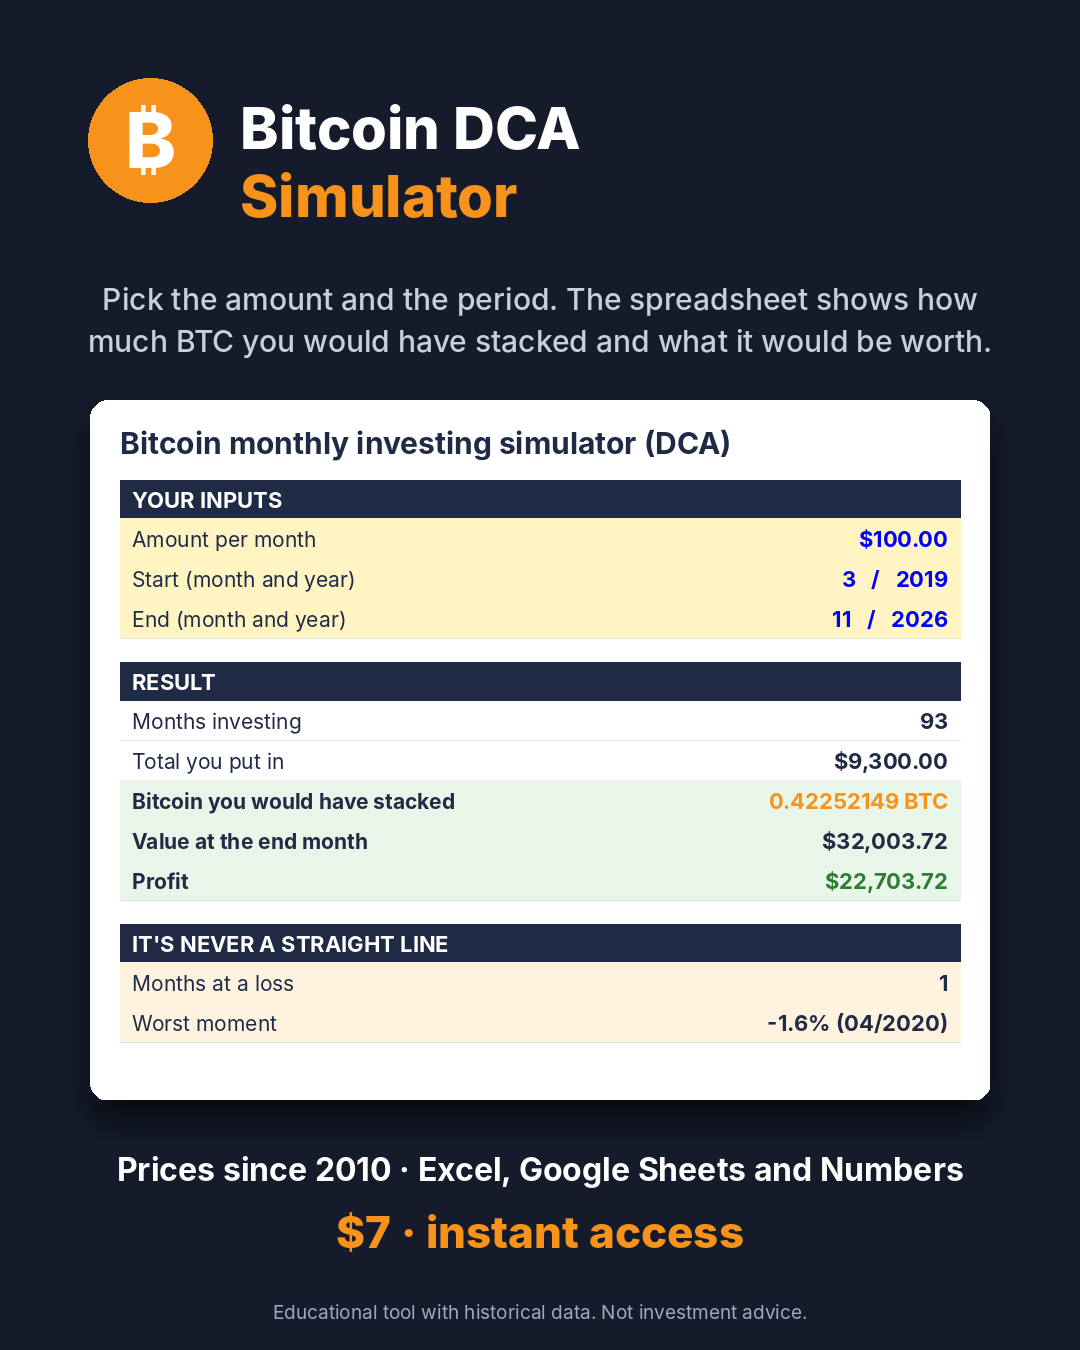 ₿
Bitcoin DCA
Simulator
Pick the amount and the period. The spreadsheet shows how
much BTC you would have stacked and what it would be worth.
Bitcoin monthly investing simulator (DCA)
YOUR INPUTS
Amount per month $100.00
Start (month and year) 3 / 2019
End (month and year) 11 / 2026
RESULT
Months investing 93
Total you put in $9,300.00
Bitcoin you would have stacked 0.42252149 BTC
Value at the end month $32,003.72
Profit $22,703.72
IT'S NEVER A STRAIGHT LINE
Months at a loss 1
Worst moment -1.6% (04/2020)
Prices since 2010 · Excel, Google Sheets and Numbers
$7 · instant access
Educational tool with historical data. Not investment advice.